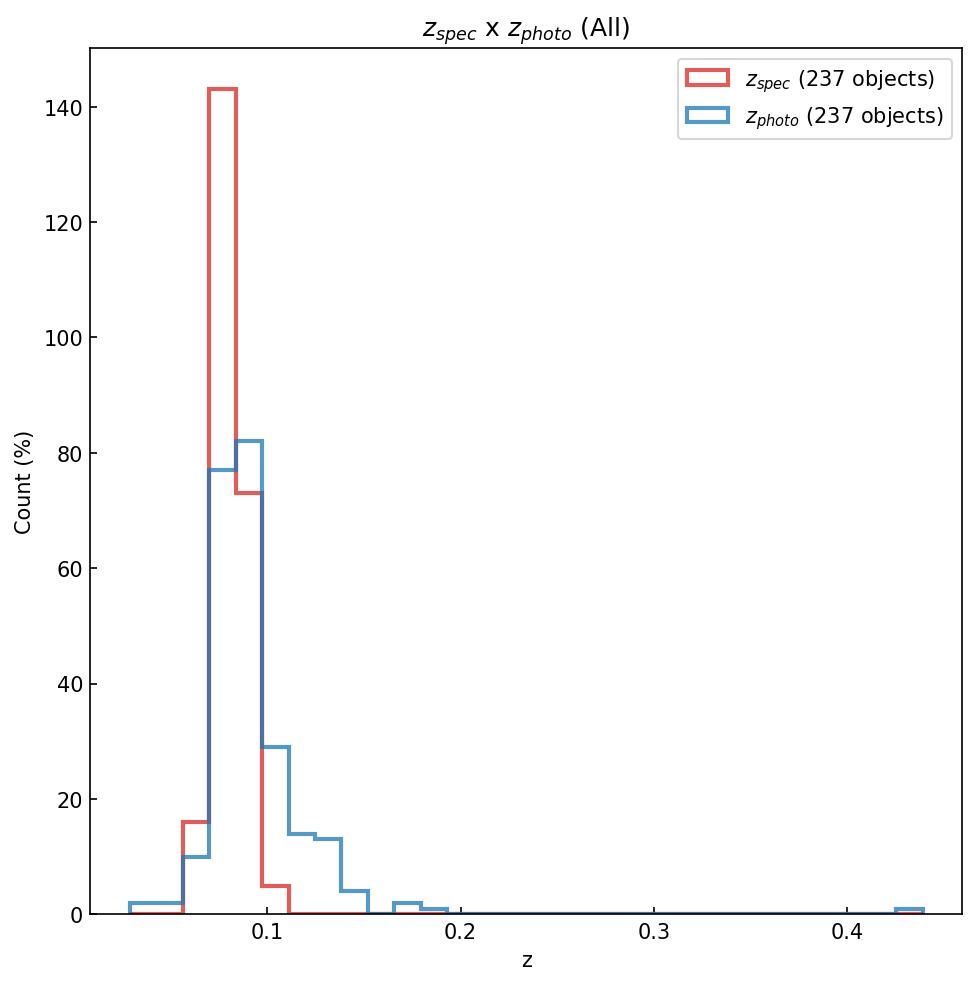 z_spec x z_photo (All)
z_spec (237 objects)
z_photo (237 objects)
Count (%)
140
120
100
80
60
40
20
0
0.1 0.2 0.3 0.4
z